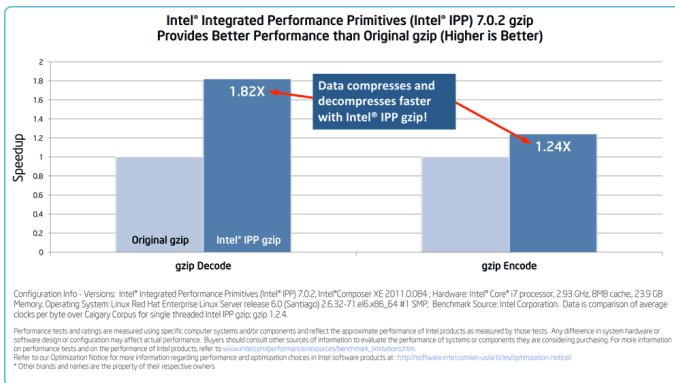 Intel® Integrated Performance Primitives (Intel® IPP) 7.0.2 gzip
Provides Better Performance than Original gzip (Higher is Better)
2
1.8
1.6
1.4
1.2
1
0.8
0.6
0.4
0.2
0
Speedup
1.82X
Data compresses and
decompresses faster
with Intel® IPP gzip!
1.24X
Original gzip
Intel® IPP gzip
gzip Decode
gzip Encode
Configuration Info - Versions: Intel® Integrated Performance Primitives (Intel® IPP) 7.0.2, Intel®Composer XE 2011.0.084 ; Hardware: Intel® Core® i7 processor, 2.93 GHz, 8MB cache;, 23.9 GB
Memory; Operating System: Linux Red Hat Enterprise Linux Server release 6.0 (Santiago) 2.6.32-71.el6.x86_64 #1 SMP; Benchmark Source: Intel Corporation. Data is comparison of average
clocks per byte over Calgary Corpus for single threaded Intel IPP gzip: gzip 1.2.4.
Performance tests and ratings are measured using specific computer systems and/or components and reflect the approximate performance of Intel products as measured by those tests. Any difference in system hardware or
software design or configuration may affect actual performance. Buyers should consult other sources of information to evaluate the performance of systems or components they are considering purchasing. For more information
on performance tests and on the performance of Intel products, refer to www.intel.com/performance/resources/benchmark_limitations.htm.
Refer to our Optimization Notice for more information regarding performance and optimization choices in Intel software products at : http://software.intel.com/en-us/articles/optimization-notice/.
* Other brands and names are the property of their respective owners